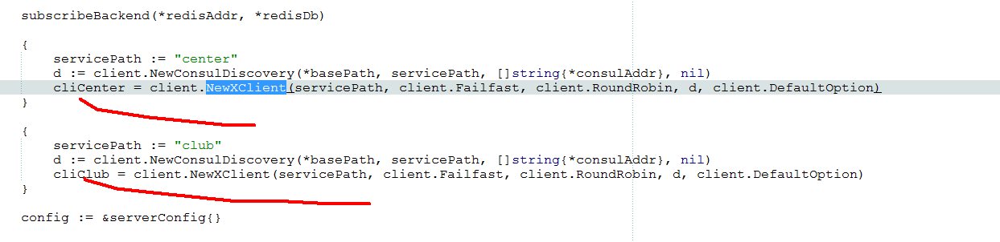 subscribeBackend(*redisAddr, *redisDb)
{
servicePath := "center"
d := client.NewConsulDiscovery(*basePath, servicePath, []string{*consulAddr}, nil)
cliCenter = client.NewXClient(servicePath, client.Failfast, client.RoundRobin, d, client.DefaultOption)
}
{
servicePath := "club"
d := client.NewConsulDiscovery(*basePath, servicePath, []string{*consulAddr}, nil)
cliClub = client.NewXClient(servicePath, client.Failfast, client.RoundRobin, d, client.DefaultOption)
}
config := &serverConfig{}